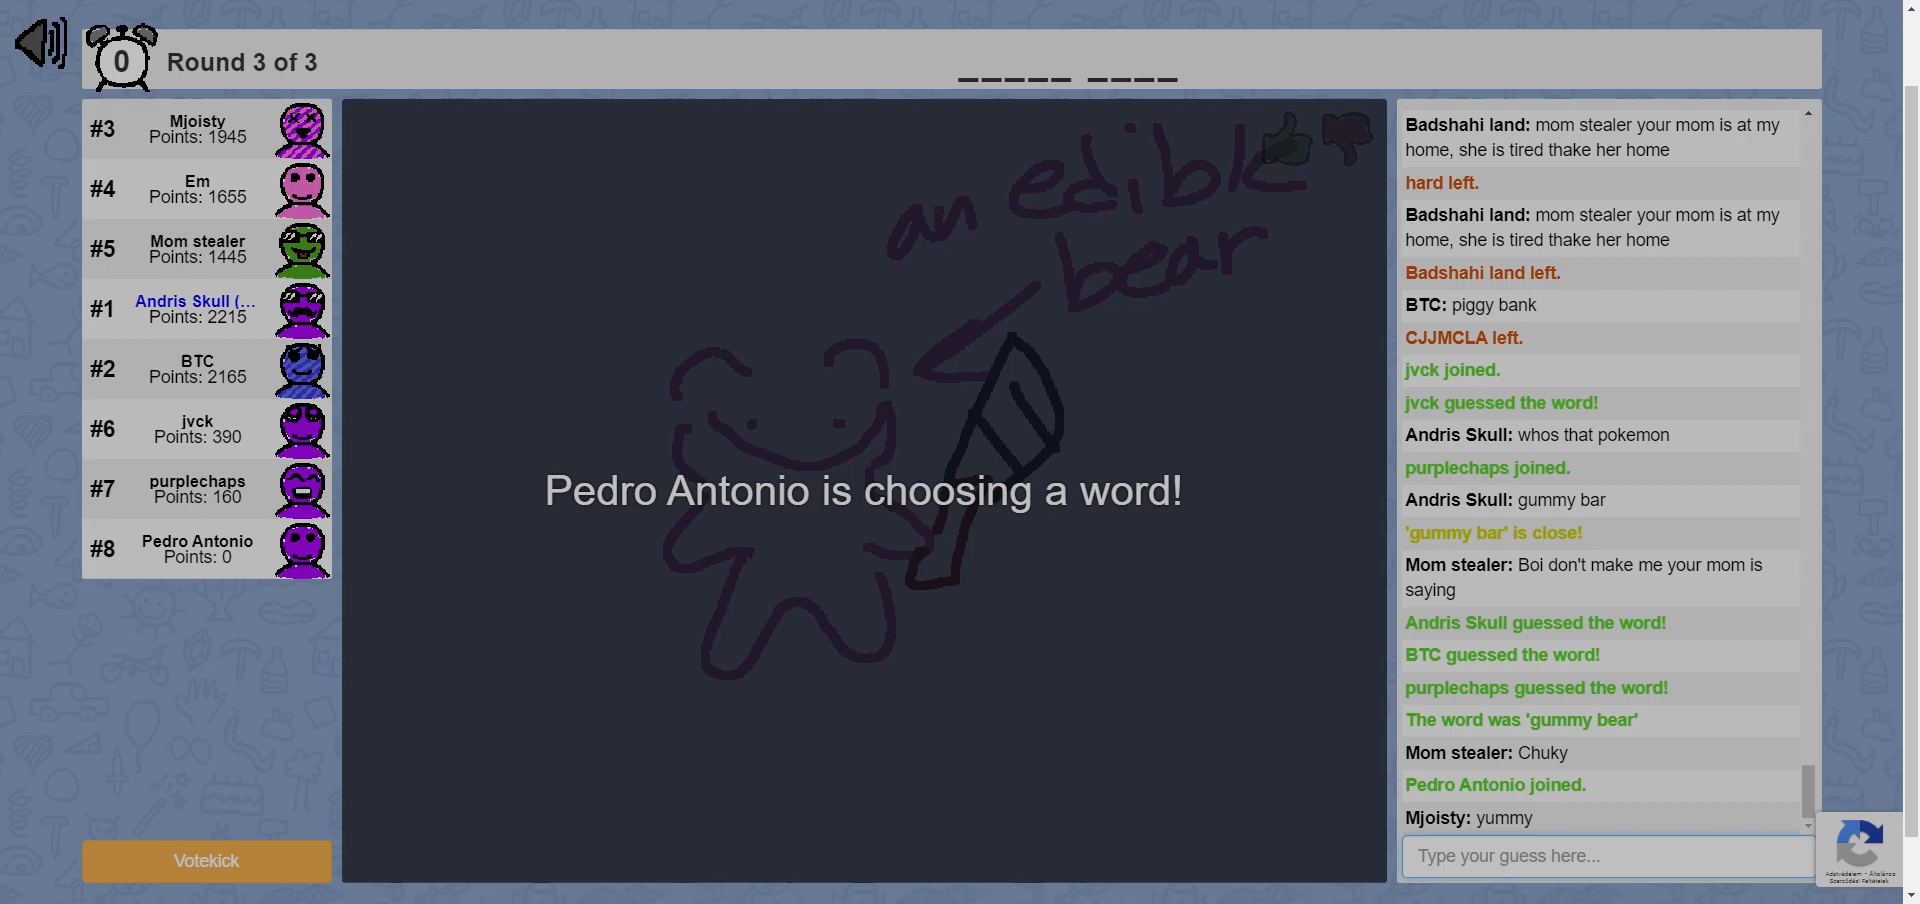 0
Round 3 of 3
_____ ____
#3
Mjoisty
Points: 1945
#4
Em
Points: 1655
#5
Mom stealer
Points: 1445
#1
Andris Skull (...
Points: 2215
#2
BTC
Points: 2165
#6
jvck
Points: 390
#7
purplechaps
Points: 160
#8
Pedro Antonio
Points: 0
Votekick
an edible
bear
Pedro Antonio is choosing a word!
Badshahi land: mom stealer your mom is at my
home, she is tired thake her home
hard left.
Badshahi land: mom stealer your mom is at my
home, she is tired thake her home
Badshahi land left.
BTC: piggy bank
CJJMCLA left.
jvck joined.
jvck guessed the word!
Andris Skull: whos that pokemon
purplechaps joined.
Andris Skull: gummy bar
'gummy bar' is close!
Mom stealer: Boi don't make me your mom is
saying
Andris Skull guessed the word!
BTC guessed the word!
purplechaps guessed the word!
The word was 'gummy bear'
Mom stealer: Chuky
Pedro Antonio joined.
Mjoisty: yummy
Type your guess here...
Adatvédelem - Általános
Szerződési Feltételek